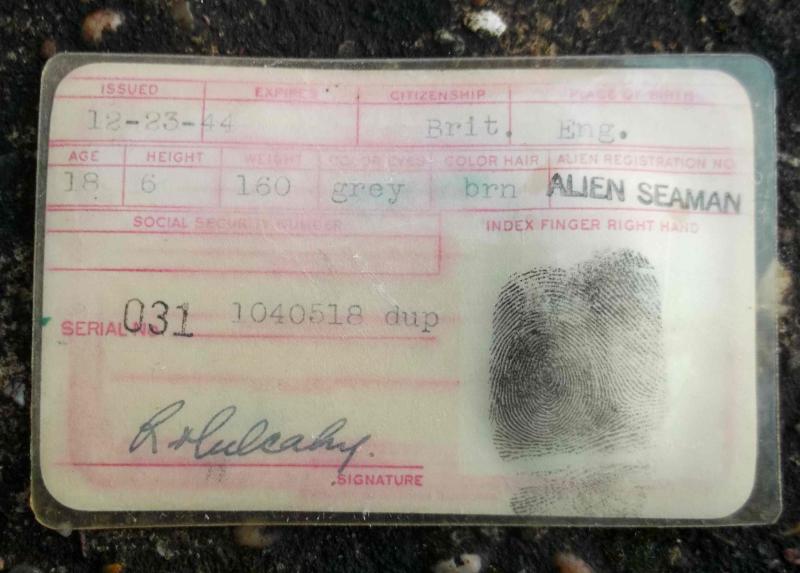 ISSUED EXPIRES CITIZENSHIP PLACE OF BIRTH
12-23-44 Brit. Eng.
AGE HEIGHT WEIGHT COLOR EYES COLOR HAIR ALIEN REGISTRATION NO.
18 6 160 grey brn ALIEN SEAMAN
SOCIAL SECURITY NUMBER INDEX FINGER RIGHT HAND
SERIAL NO. 031 1040518 dup
Mulcahy.
SIGNATURE